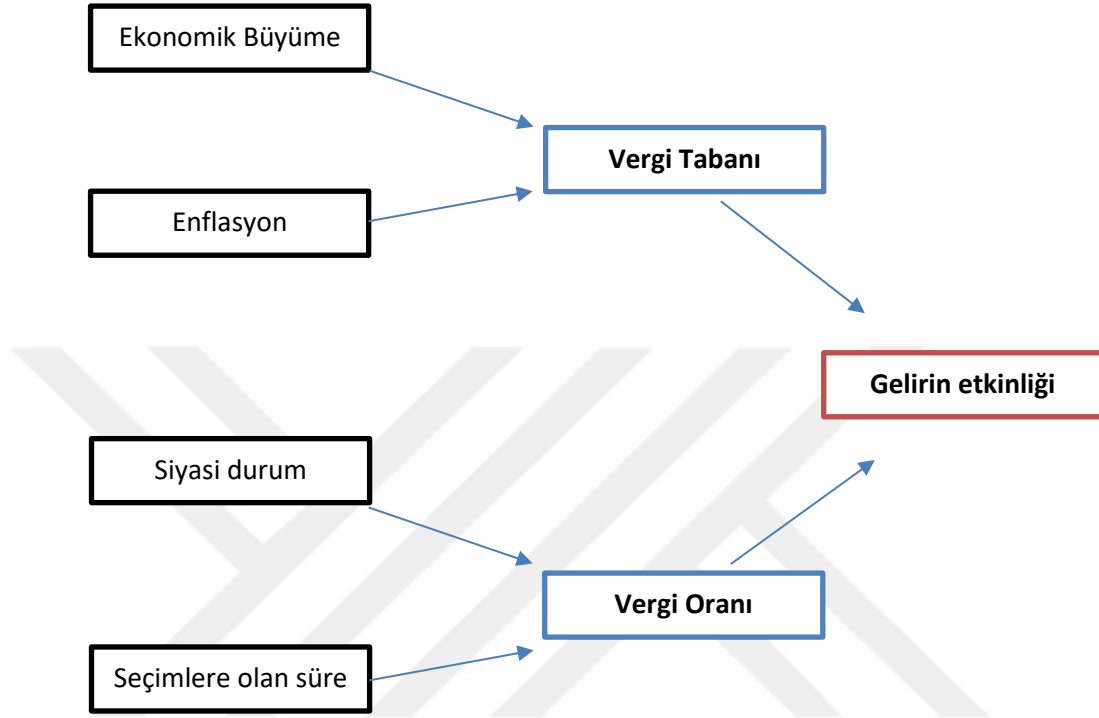 Ekonomik Büyüme
Vergi Tabanı
Enflasyon
Gelirin etkinliği
Siyasi durum
Vergi Oranı
Seçimlere olan süre